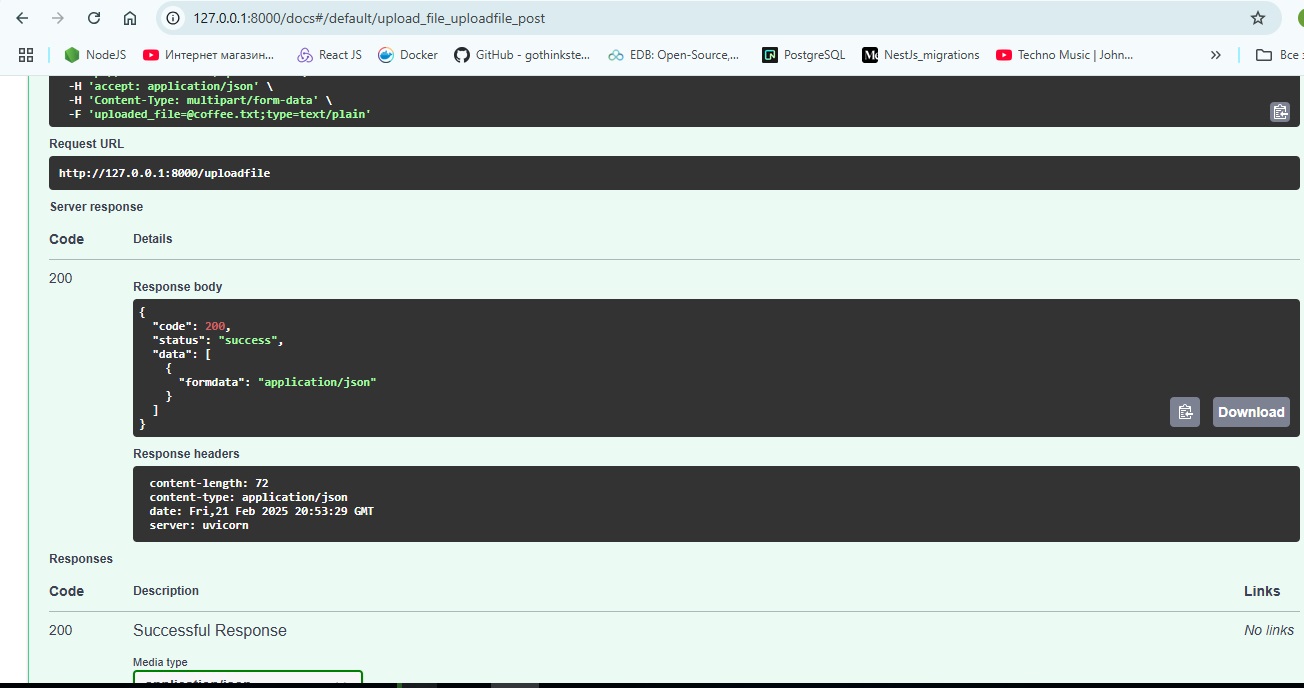 127.0.0.1:8000/docs#/default/upload_file_uploadfile_post
NodeJS
Интернет магазин...
React JS
Docker
GitHub - gothinkste...
EDB: Open-Source,...
PostgreSQL
NestJs_migrations
Techno Music | John...
»
Все
-H 'accept: application/json' \
-H 'Content-Type: multipart/form-data' \
-F 'uploaded_file=@coffee.txt;type=text/plain'
Request URL
http://127.0.0.1:8000/uploadfile
Server response
Code Details
200
Response body
{
"code": 200,
"status": "success",
"data": [
{
"formdata": "application/json"
}
]
}
Download
Response headers
content-length: 72
content-type: application/json
date: Fri,21 Feb 2025 20:53:29 GMT
server: uvicorn
Responses
Code Description Links
200 Successful Response No links
Media type
application/json